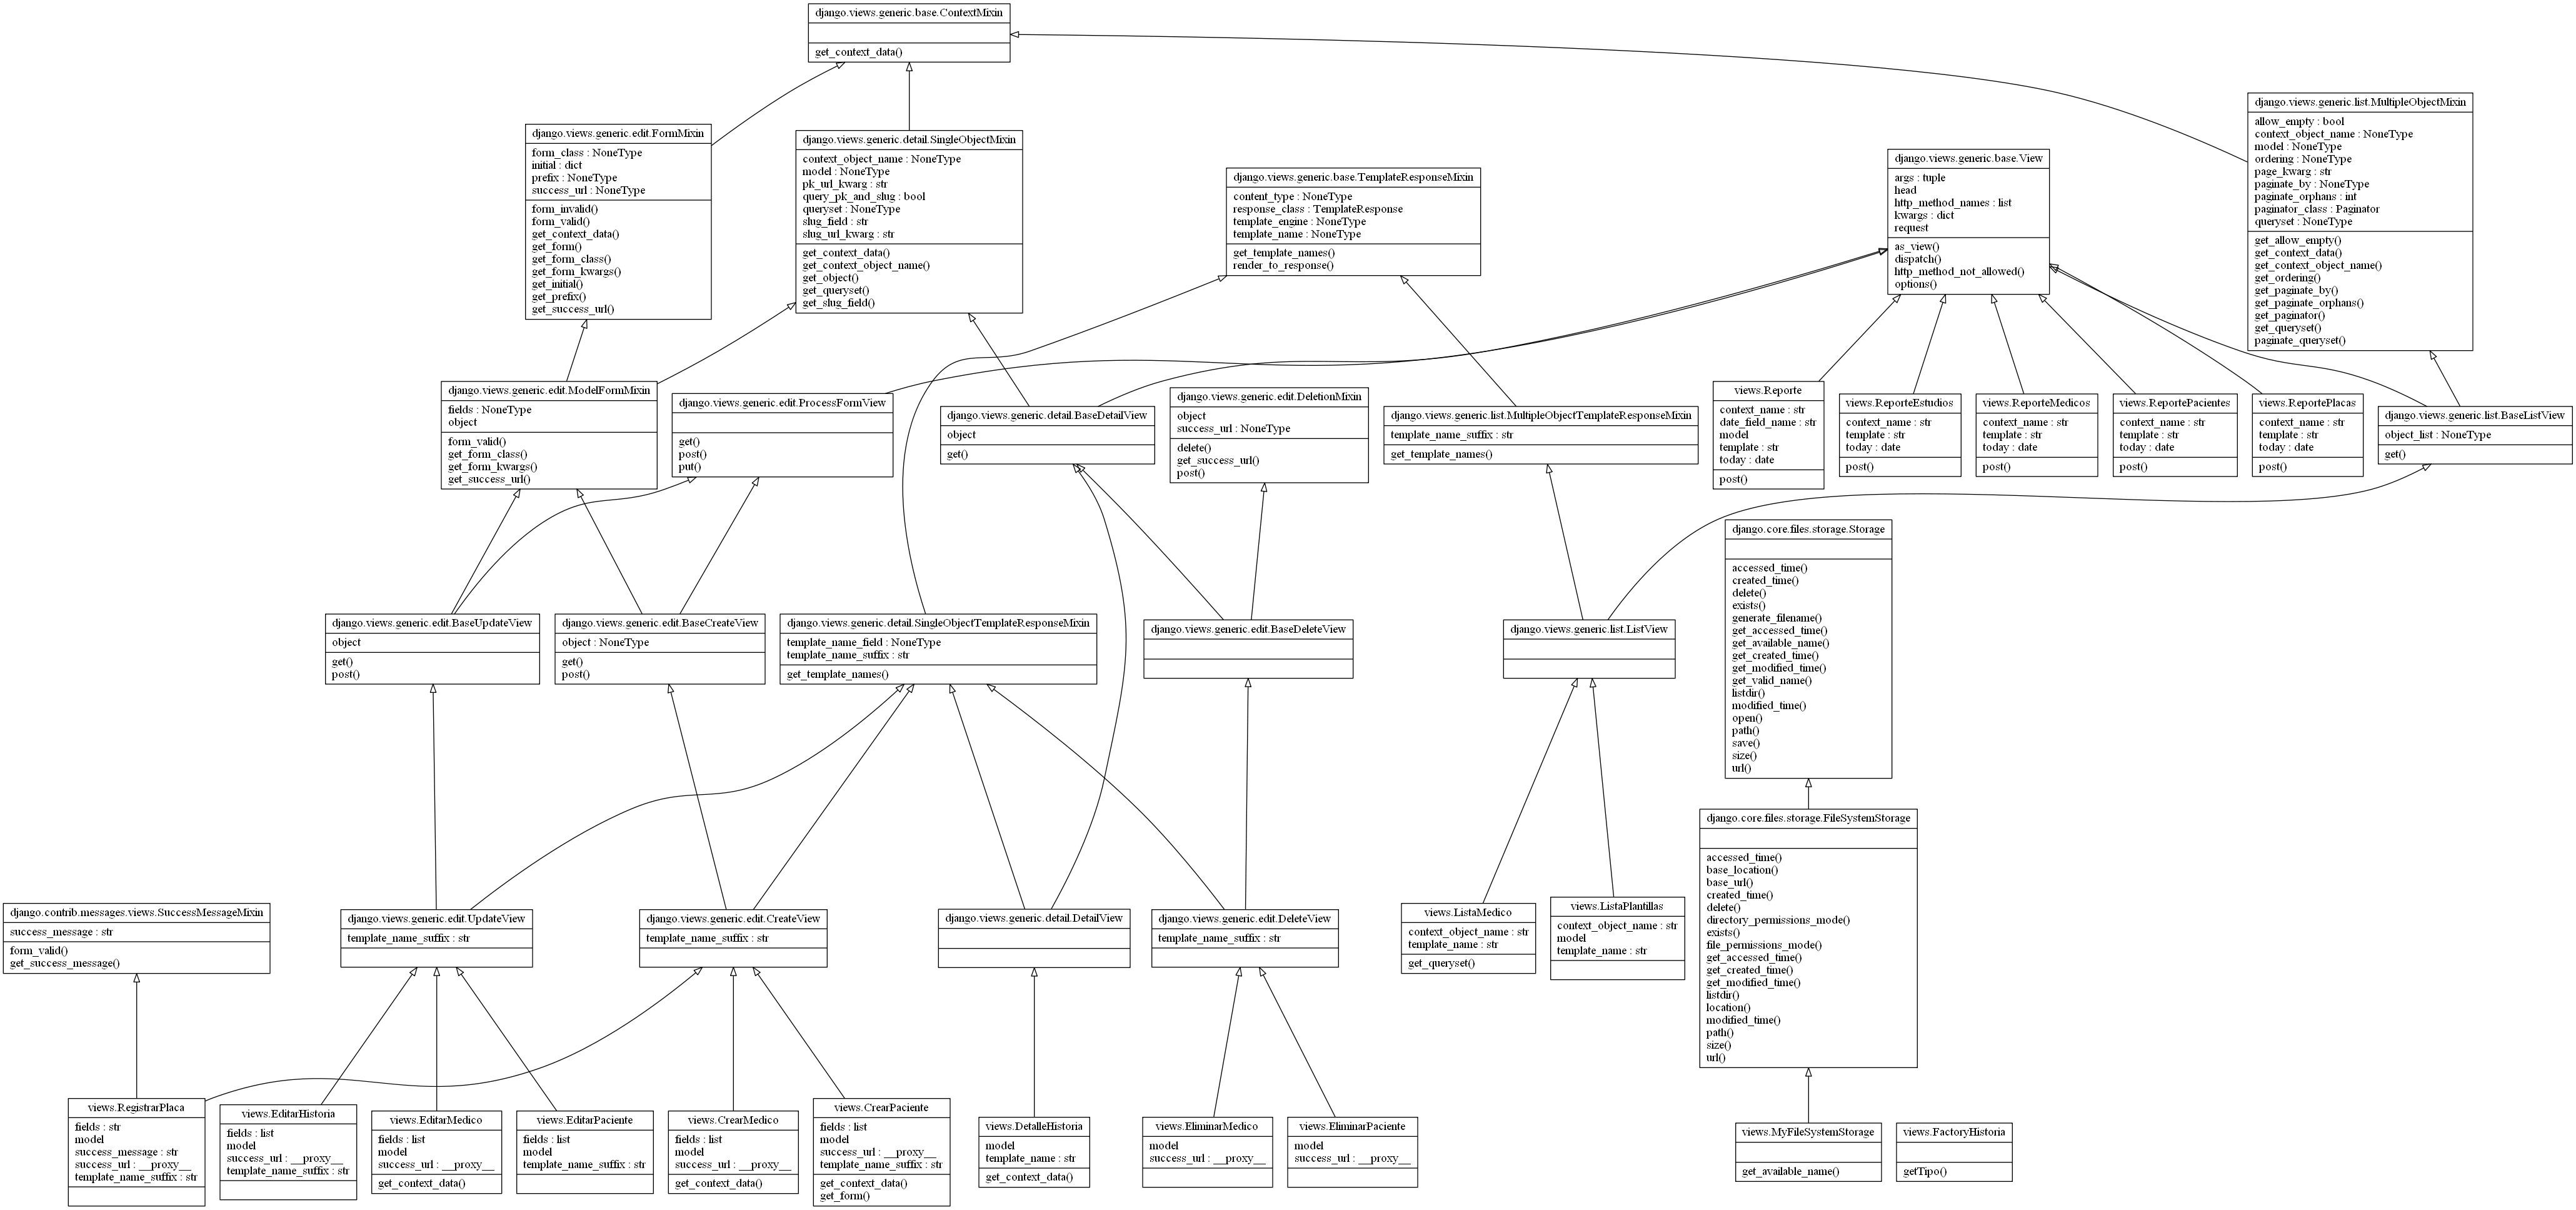 django.views.generic.base.ContextMixin
get_context_data()
django.views.generic.edit.FormMixin
form_class : NoneType
initial : dict
prefix : NoneType
success_url : NoneType
form_invalid()
form_valid()
get_context_data()
get_form()
get_form_class()
get_form_kwargs()
get_initial()
get_prefix()
get_success_url()
django.views.generic.detail.SingleObjectMixin
context_object_name : NoneType
model : NoneType
pk_url_kwarg : str
query_pk_and_slug : bool
queryset : NoneType
slug_field : str
slug_url_kwarg : str
get_context_data()
get_context_object_name()
get_object()
get_queryset()
get_slug_field()
django.views.generic.base.TemplateResponseMixin
content_type : NoneType
response_class : TemplateResponse
template_engine : NoneType
template_name : NoneType
get_template_names()
render_to_response()
django.views.generic.base.View
args : tuple
head
http_method_names : list
kwargs : dict
request
as_view()
dispatch()
http_method_not_allowed()
options()
django.views.generic.list.MultipleObjectMixin
allow_empty : bool
context_object_name : NoneType
model : NoneType
ordering : NoneType
page_kwarg : str
paginate_by : NoneType
paginate_orphans : int
paginator_class : Paginator
queryset : NoneType
get_allow_empty()
get_context_data()
get_context_object_name()
get_ordering()
get_paginate_by()
get_paginate_orphans()
get_paginator()
get_queryset()
paginate_queryset()
django.views.generic.edit.ModelFormMixin
fields : NoneType
object
form_valid()
get_form_class()
get_form_kwargs()
get_success_url()
django.views.generic.edit.ProcessFormView
get()
post()
put()
django.views.generic.detail.BaseDetailView
object
get()
django.views.generic.edit.DeletionMixin
object
success_url : NoneType
delete()
get_success_url()
post()
django.views.generic.list.MultipleObjectTemplateResponseMixin
template_name_suffix : str
get_template_names()
views.Reporte
context_name : str
date_field_name : str
model
template : str
today : date
post()
views.ReporteEstudios
context_name : str
template : str
today : date
post()
views.ReporteMedicos
context_name : str
template : str
today : date
post()
views.ReportePacientes
context_name : str
template : str
today : date
post()
views.ReportePlacas
context_name : str
template : str
today : date
post()
django.views.generic.list.BaseListView
object_list : NoneType
get()
django.core.files.storage.Storage
accessed_time()
created_time()
delete()
exists()
generate_filename()
get_accessed_time()
get_available_name()
get_created_time()
get_modified_time()
get_valid_name()
listdir()
modified_time()
open()
path()
save()
size()
url()
django.views.generic.edit.BaseUpdateView
object
get()
post()
django.views.generic.edit.BaseCreateView
object : NoneType
get()
post()
django.views.generic.detail.SingleObjectTemplateResponseMixin
template_name_field : NoneType
template_name_suffix : str
get_template_names()
django.views.generic.edit.BaseDeleteView
django.views.generic.list.ListView
django.core.files.storage.FileSystemStorage
accessed_time()
base_location()
base_url()
created_time()
delete()
directory_permissions_mode()
exists()
file_permissions_mode()
get_accessed_time()
get_created_time()
get_modified_time()
listdir()
location()
modified_time()
path()
size()
url()
django.contrib.messages.views.SuccessMessageMixin
success_message : str
form_valid()
get_success_message()
django.views.generic.edit.UpdateView
template_name_suffix : str
django.views.generic.edit.CreateView
template_name_suffix : str
django.views.generic.detail.DetailView
django.views.generic.edit.DeleteView
template_name_suffix : str
views.ListaMedico
context_object_name : str
template_name : str
get_queryset()
views.ListaPlantillas
context_object_name : str
model
template_name : str
views.RegistrarPlaca
fields : str
model
success_message : str
success_url : __proxy__
template_name_suffix : str
views.EditarHistoria
fields : list
model
success_url : __proxy__
template_name_suffix : str
views.EditarMedico
fields : list
model
success_url : __proxy__
get_context_data()
views.EditarPaciente
fields : list
model
template_name_suffix : str
views.CrearMedico
fields : list
model
success_url : __proxy__
get_context_data()
views.CrearPaciente
fields : list
model
success_url : __proxy__
template_name_suffix : str
get_context_data()
get_form()
views.DetalleHistoria
model
template_name : str
get_context_data()
views.EliminarMedico
model
success_url : __proxy__
views.EliminarPaciente
model
success_url : __proxy__
views.MyFileSystemStorage
get_available_name()
views.FactoryHistoria
getTipo()